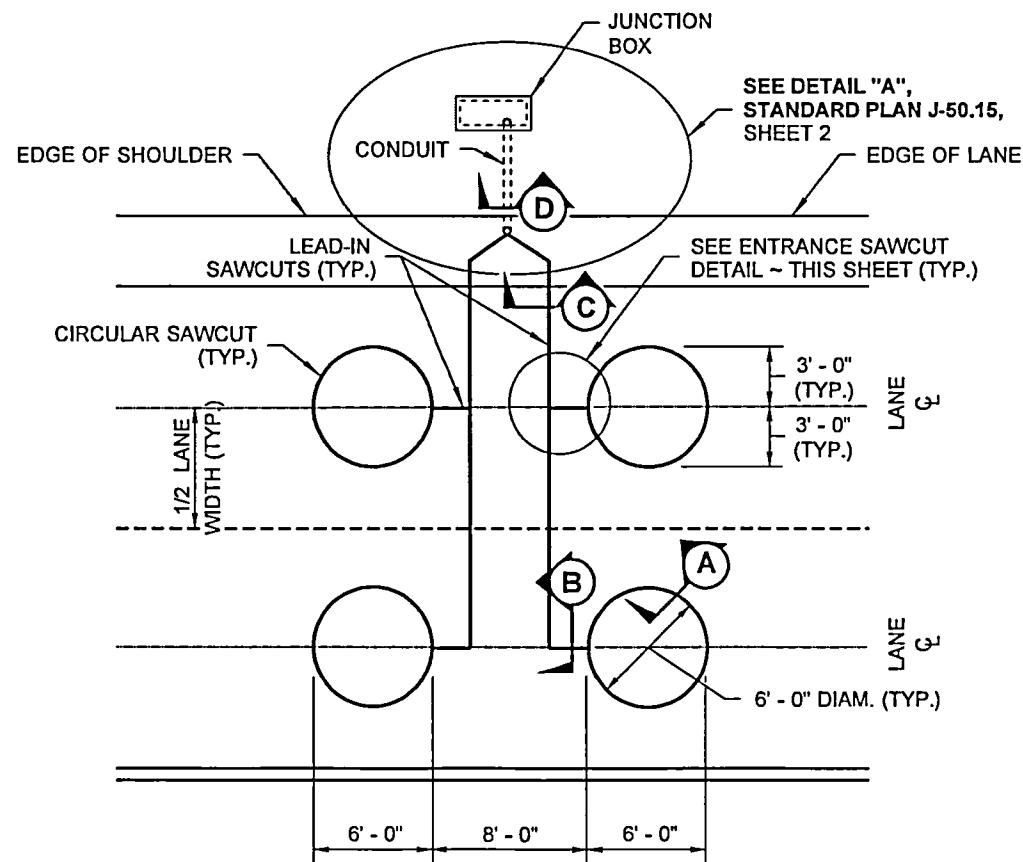 JUNCTION
BOX
SEE DETAIL "A",
STANDARD PLAN J-50.15,
SHEET 2
EDGE OF SHOULDER
CONDUIT
EDGE OF LANE
D
LEAD-IN
SAWCUTS (TYP.)
SEE ENTRANCE SAWCUT
DETAIL ~ THIS SHEET (TYP.)
C
CIRCULAR SAWCUT
(TYP.)
3' - 0"
(TYP.)
LANE
℄
3' - 0"
(TYP.)
1/2 LANE
WIDTH (TYP.)
A
B
LANE
℄
6' - 0" DIAM. (TYP.)
6' - 0"
8' - 0"
6' - 0"